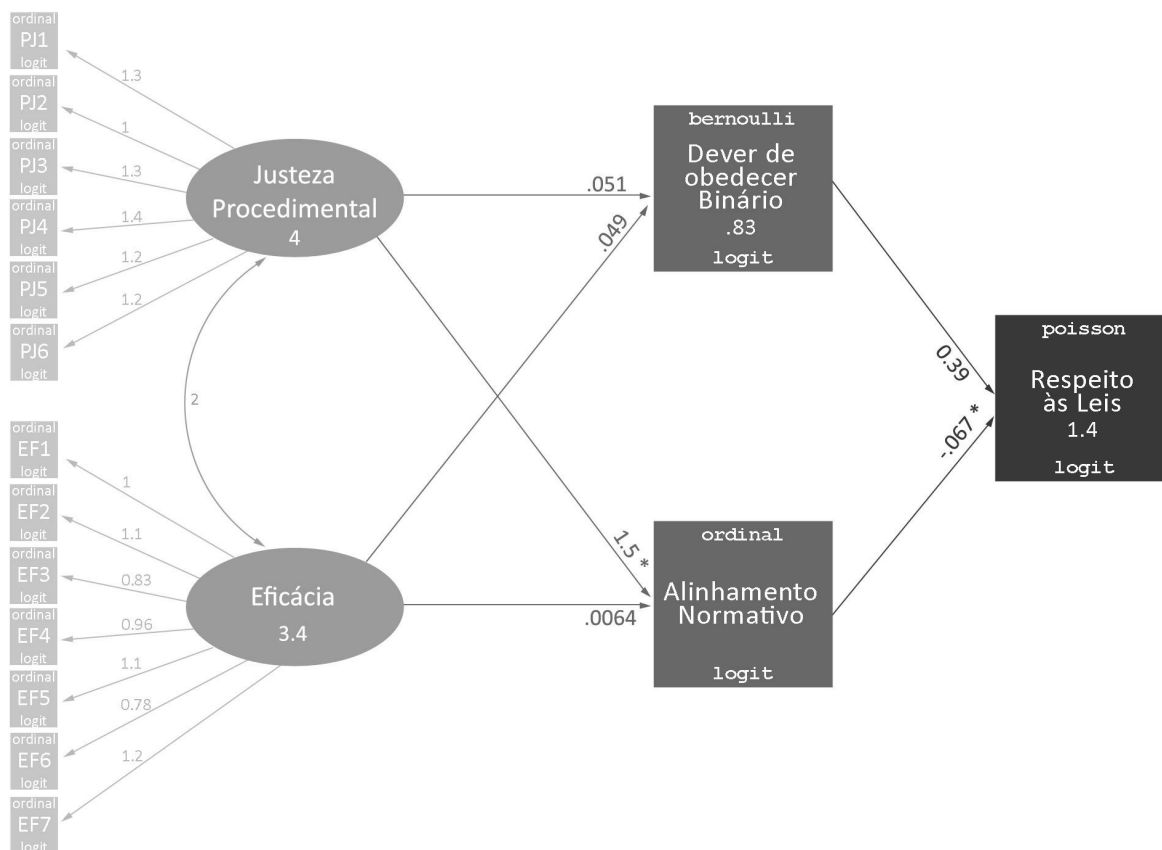 ordinal
PJ1
logit
ordinal
PJ2
logit
ordinal
PJ3
logit
ordinal
PJ4
logit
ordinal
PJ5
logit
ordinal
PJ6
logit
1.3
1
1.3
1.4
1.2
1.2
Justeza
Procedimental
4
2
ordinal
EF1
logit
ordinal
EF2
logit
ordinal
EF3
logit
ordinal
EF4
logit
ordinal
EF5
logit
ordinal
EF6
logit
ordinal
EF7
logit
1
1.1
0.83
0.96
1.1
0.78
1.2
Eficácia
3.4
.051
.049
1.5 *
.0064
bernoulli
Dever de
obedecer
Binário
.83
logit
ordinal
Alinhamento
Normativo
logit
0.39
-.067 *
poisson
Respeito
às Leis
1.4
logit